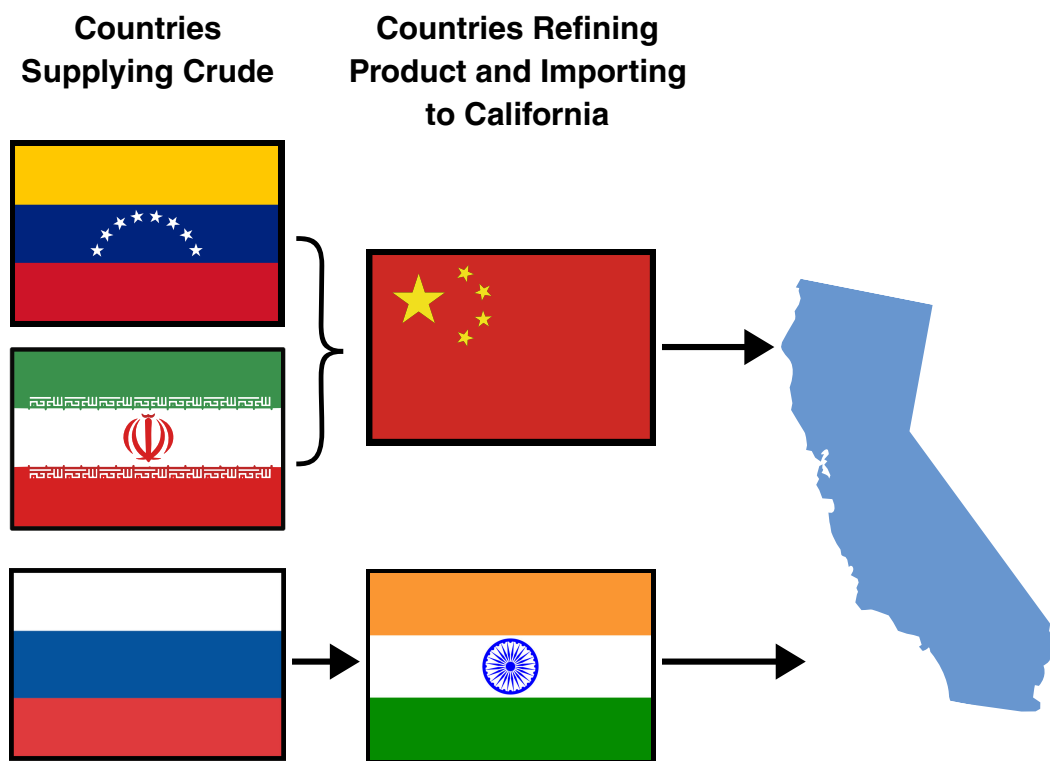 Countries
Supplying Crude
Countries Refining
Product and Importing
to California